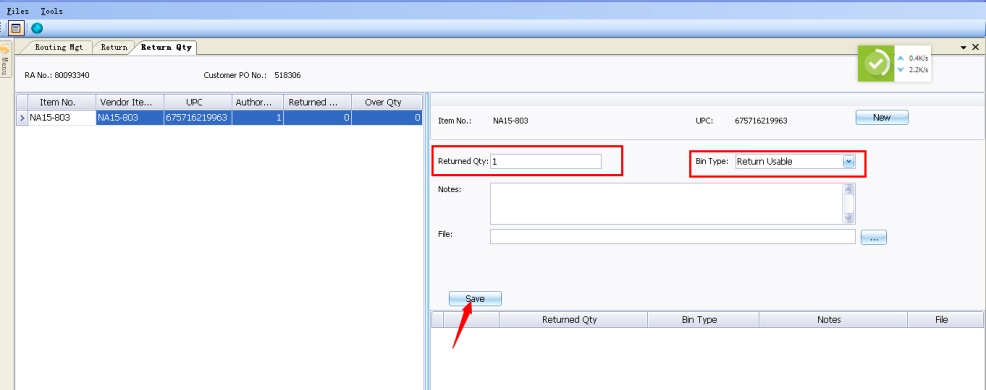 Files Tools
Menu
Routing Mgt Return Return Qty
0.4K/s
2.2K/s
RA No.: 80093340 Customer PO No.: 518306
Item No. Vendor Ite... UPC Author... Returned ... Over Qty
NA15-803 NA15-803 675716219963 1 0 0
Item No.: NA15-803 UPC: 675716219963 New
Returned Qty: 1 Bin Type: Return Usable
Notes:
File: ...
Save
Returned Qty Bin Type Notes File